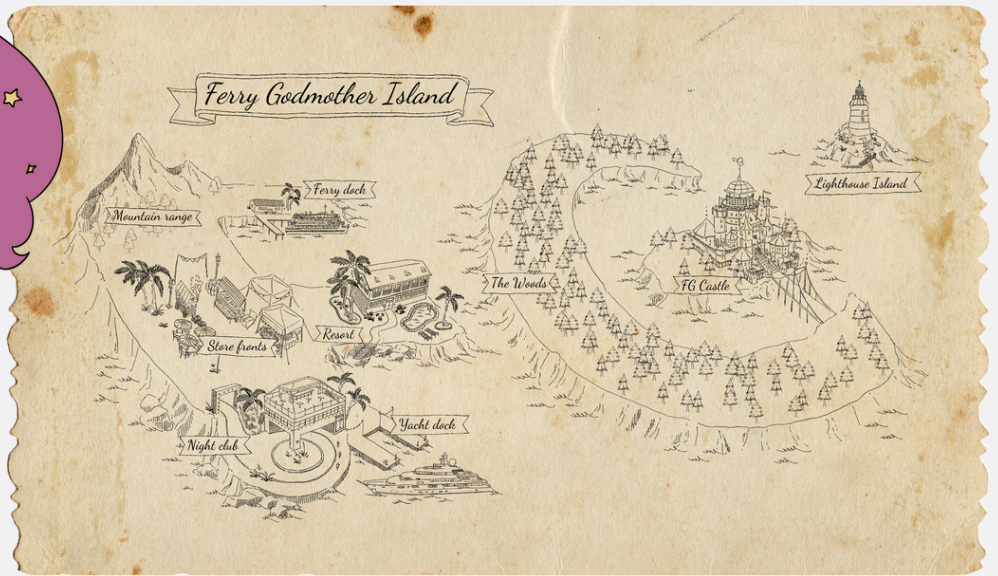 Ferry Godmother Island
Ferry dock
Lighthouse Island
Mountain range
The Woods
FG Castle
Store fronts
Resort
Night club
Yacht dock